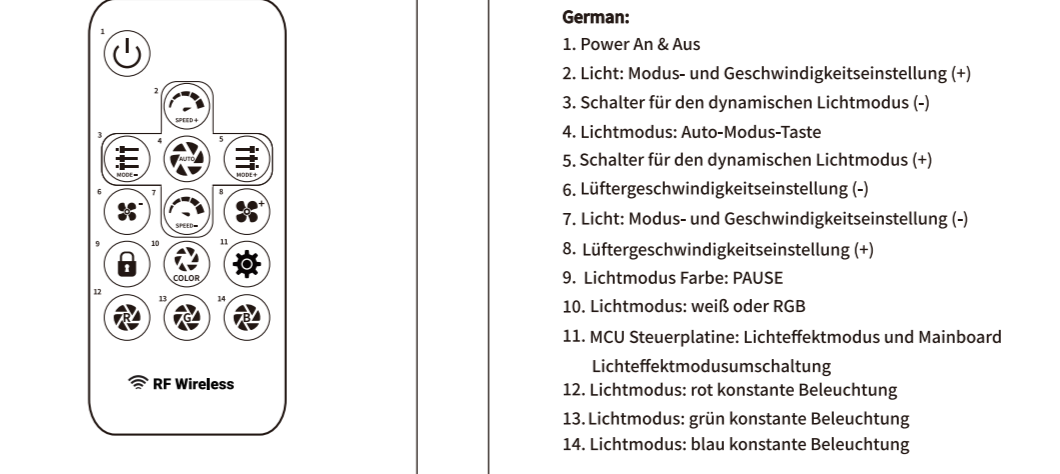 1
2
SPEED+
3
4
5
MODE-
AUTO
MODE+
6
-
7
8
+
SPEED-
9
10
11
COLOR
12
13
14
R
G
B
RF Wireless
German:
1. Power An & Aus
2. Licht: Modus- und Geschwindigkeitseinstellung (+)
3. Schalter für den dynamischen Lichtmodus (-)
4. Lichtmodus: Auto-Modus-Taste
5. Schalter für den dynamischen Lichtmodus (+)
6. Lüftergeschwindigkeitseinstellung (-)
7. Licht: Modus- und Geschwindigkeitseinstellung (-)
8. Lüftergeschwindigkeitseinstellung (+)
9. Lichtmodus Farbe: PAUSE
10. Lichtmodus: weiß oder RGB
11. MCU Steuerplatine: Lichteffektmodus und Mainboard
Lichteffektmodusumschaltung
12. Lichtmodus: rot konstante Beleuchtung
13. Lichtmodus: grün konstante Beleuchtung
14. Lichtmodus: blau konstante Beleuchtung